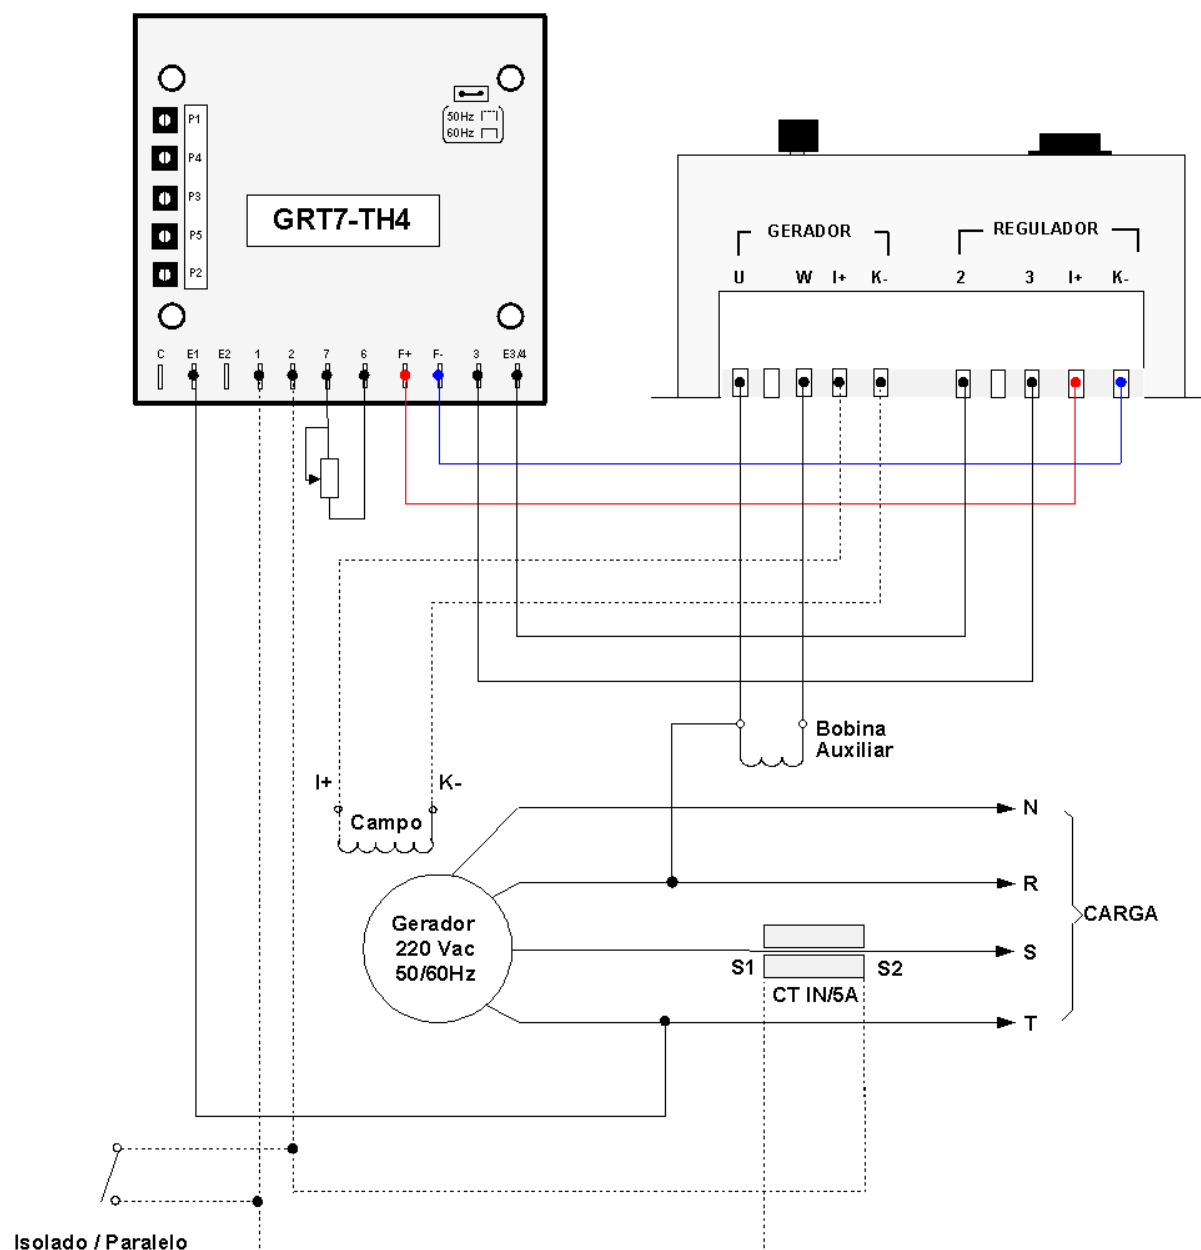 50Hz
60Hz
P1
P4
P3
P5
P2
GRT7-TH4
C E1 E2 1 2 7 6 F+ F- 3 E3/4
GERADOR REGULADOR
U W I+ K- 2 3 I+ K-
Bobina
Auxiliar
I+ K-
Campo
N
R
S
T
CARGA
Gerador
220 Vac
50/60Hz
S1 S2
CT IN/5A
Isolado / Paralelo